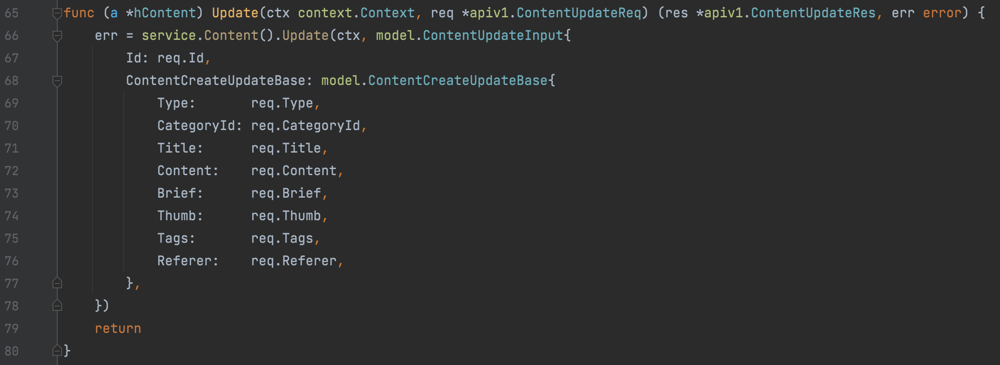 65 func (a *hContent) Update(ctx context.Context, req *apiv1.ContentUpdateReq) (res *apiv1.ContentUpdateRes, err error) {
66     err = service.Content().Update(ctx, model.ContentUpdateInput{
67         Id: req.Id,
68         ContentCreateUpdateBase: model.ContentCreateUpdateBase{
69             Type:       req.Type,
70             CategoryId: req.CategoryId,
71             Title:      req.Title,
72             Content:    req.Content,
73             Brief:      req.Brief,
74             Thumb:      req.Thumb,
75             Tags:       req.Tags,
76             Referer:    req.Referer,
77         },
78     })
79     return
80 }